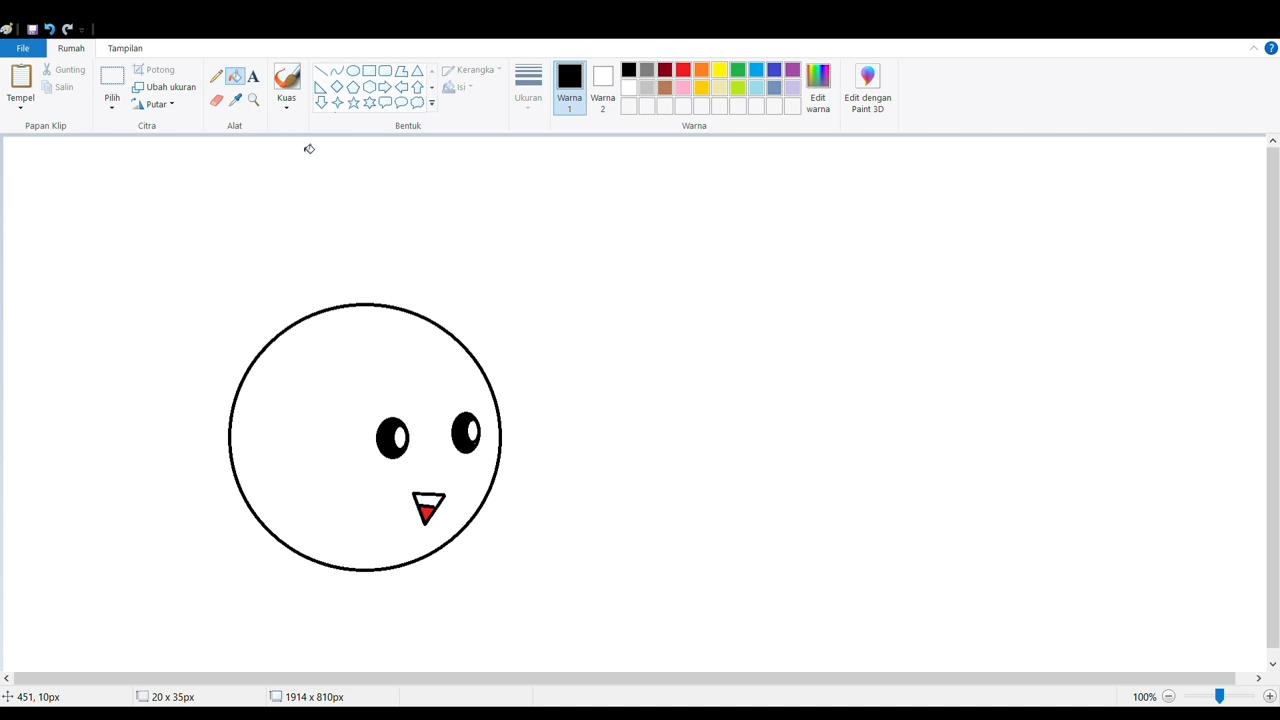 File Rumah Tampilan
Tempel
Gunting
Salin
Papan Klip
Pilih
Potong
Ubah ukuran
Putar
Citra
A
Alat
Kuas
Bentuk
Kerangka
Isi
Ukuran
Warna
1
Warna
2
Warna
Edit
warna
Edit dengan
Paint 3D
?
451, 10px
20 x 35px
1914 x 810px
100%